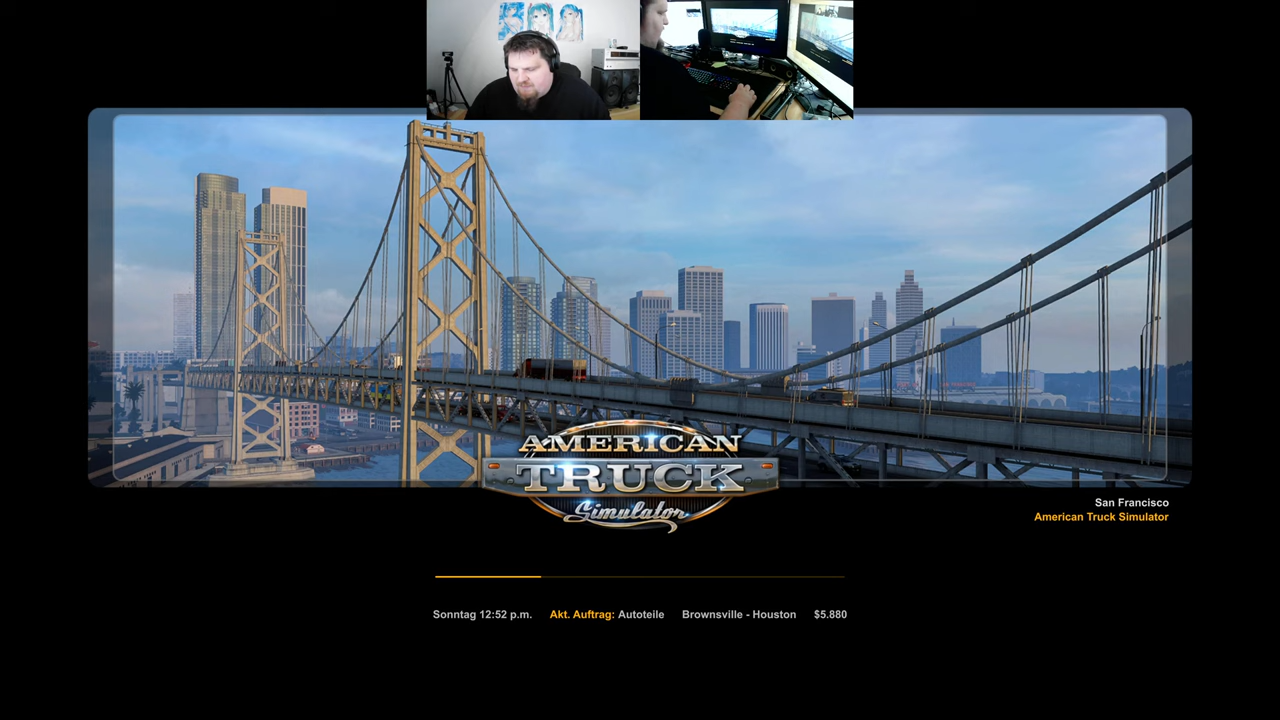 AMERICAN
TRUCK
Simulator
San Francisco
American Truck Simulator
Sonntag 12:52 p.m. Akt. Auftrag: Autoteile Brownsville - Houston $5.880